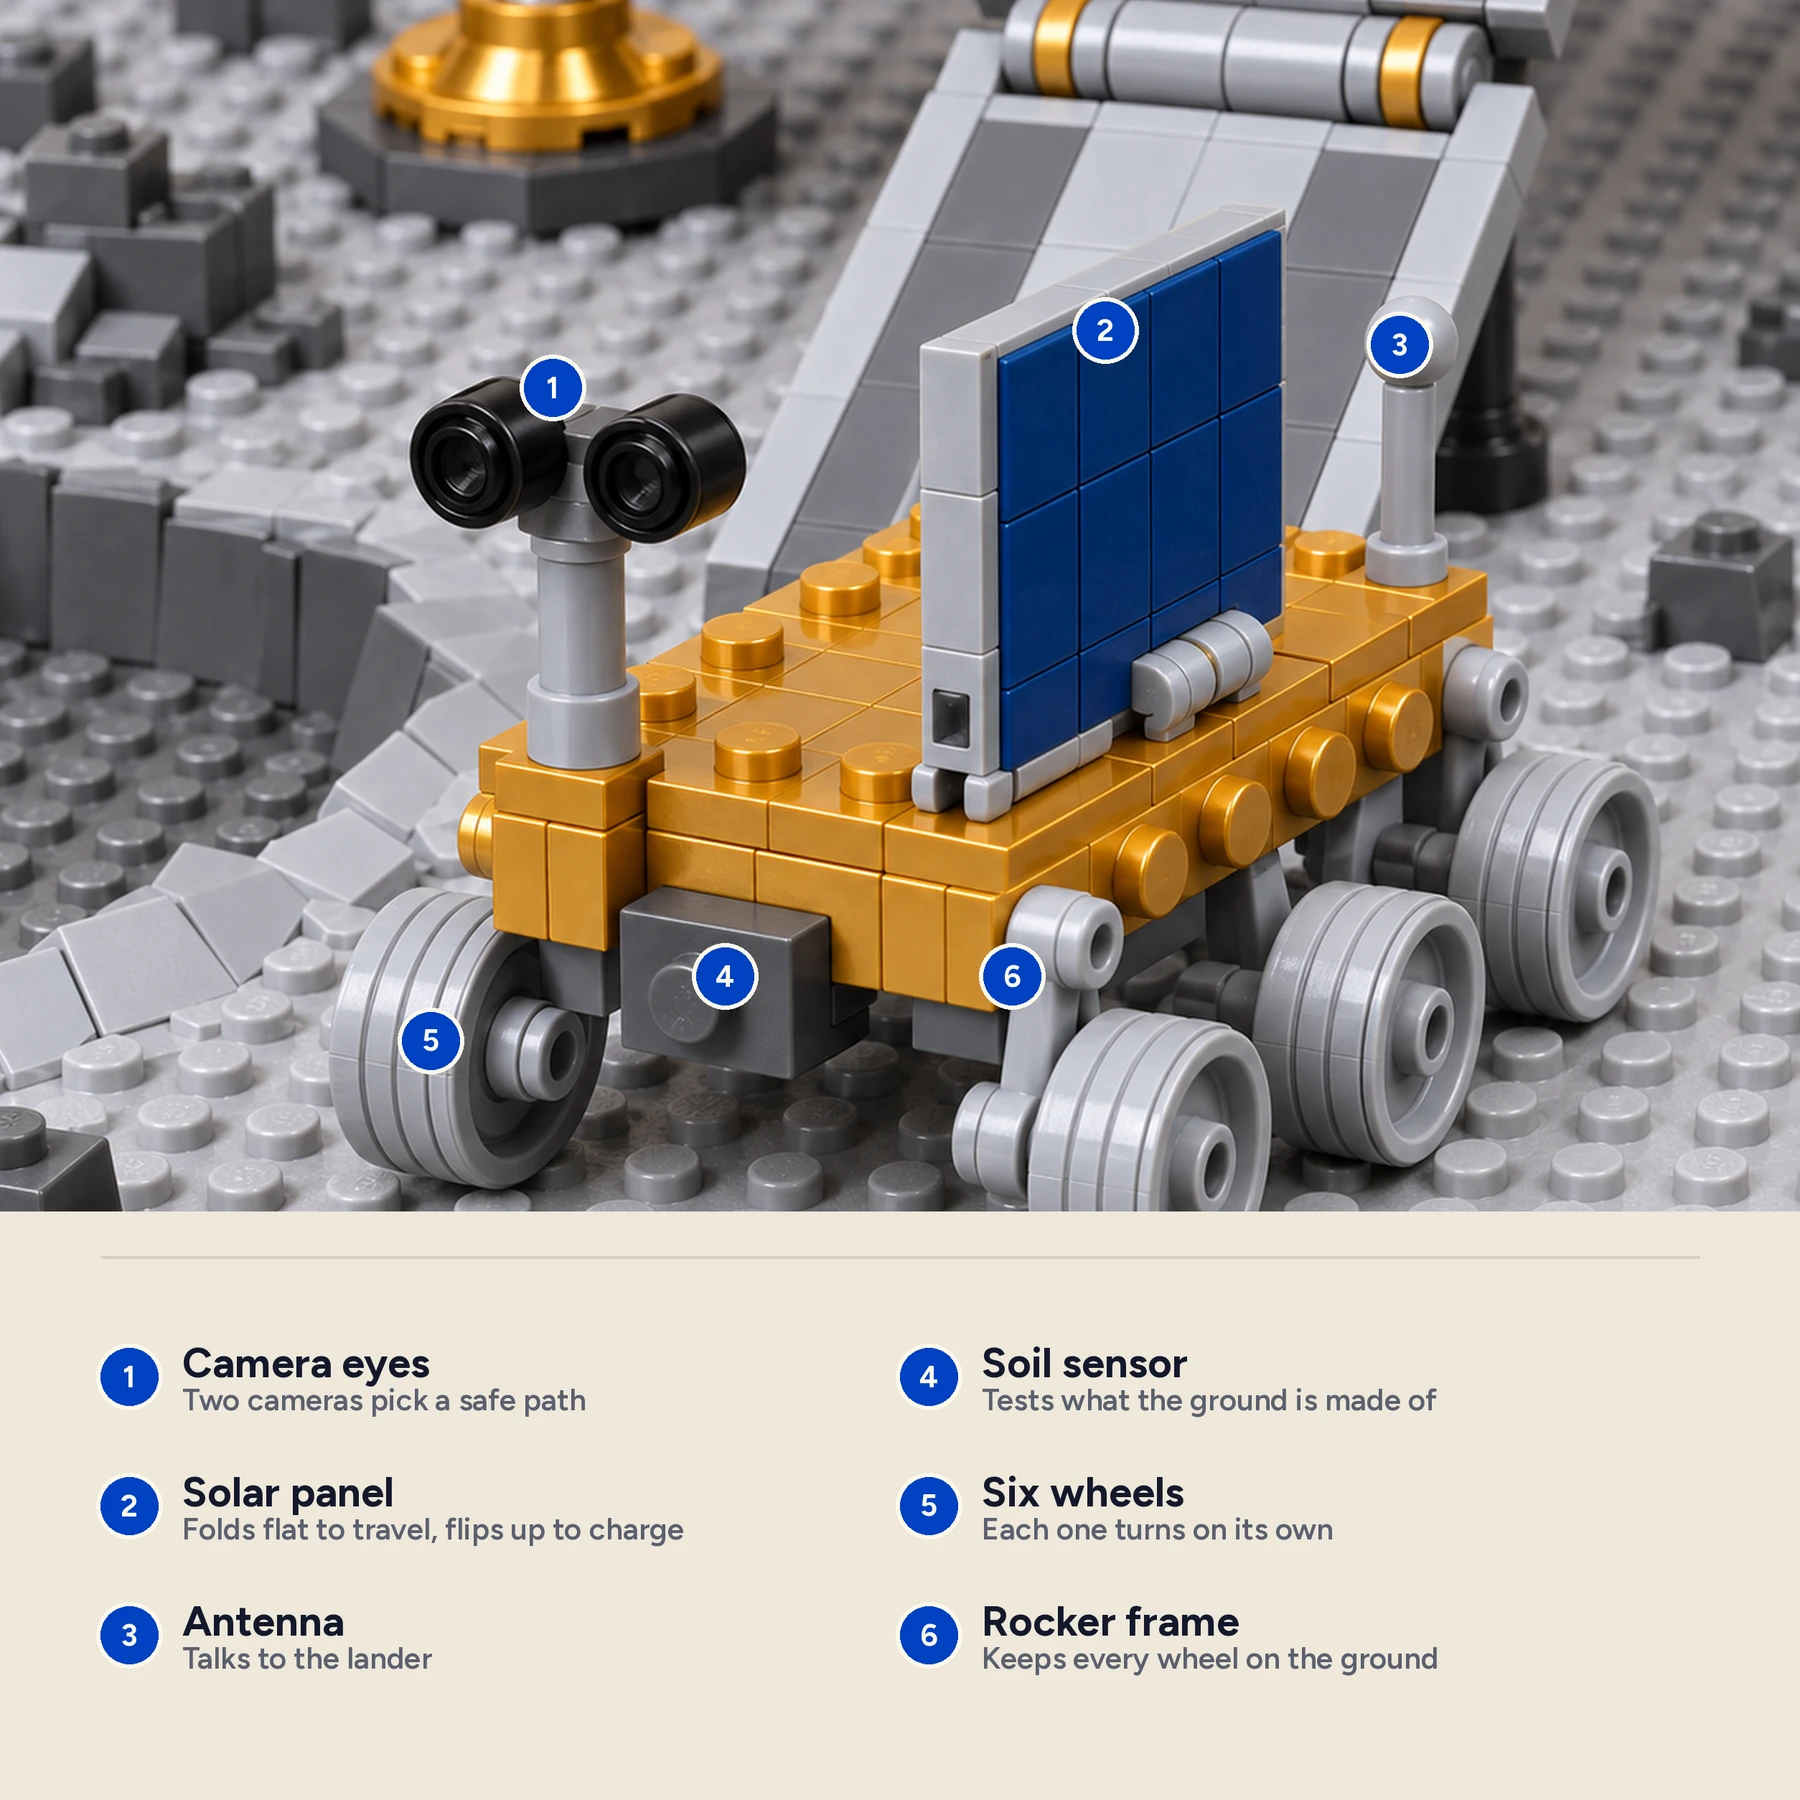 1
2
3
4
5
6
1 Camera eyes
Two cameras pick a safe path
2 Solar panel
Folds flat to travel, flips up to charge
3 Antenna
Talks to the lander
4 Soil sensor
Tests what the ground is made of
5 Six wheels
Each one turns on its own
6 Rocker frame
Keeps every wheel on the ground